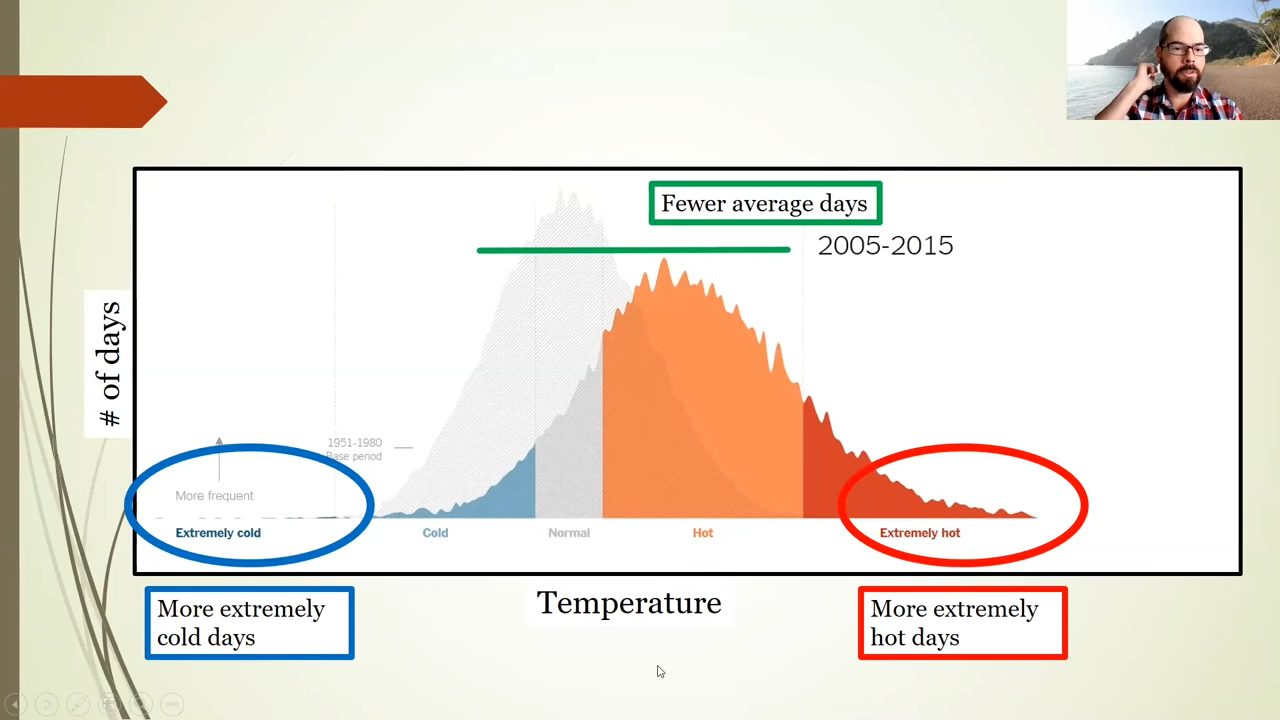 Fewer average days
2005-2015
# of days
1951-1980
Base period
More frequent
Extremely cold
Cold
Normal
Hot
Extremely hot
More extremely
cold days
Temperature
More extremely
hot days